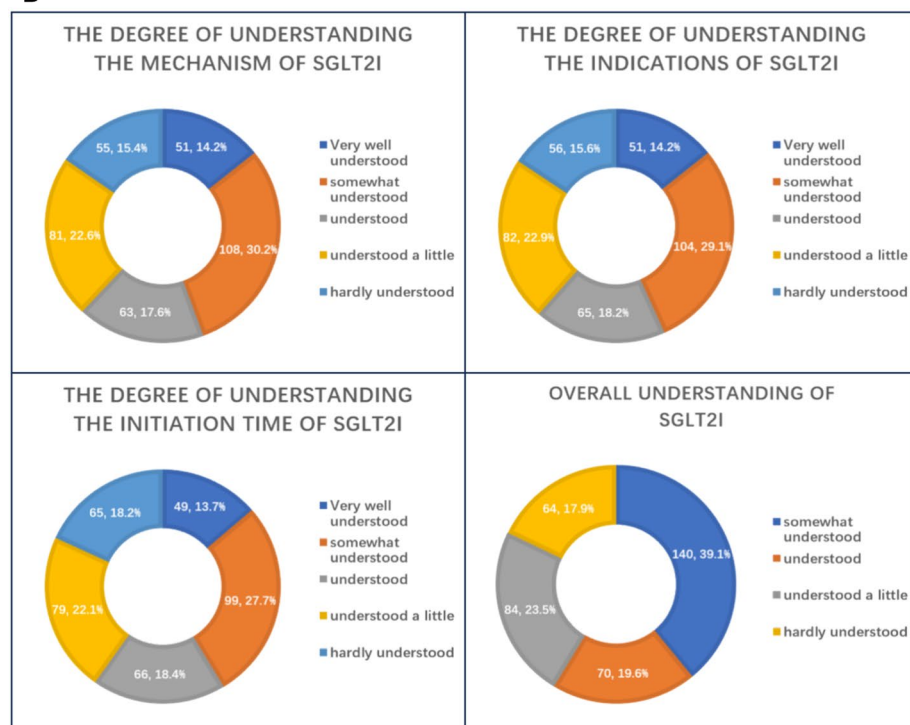 THE DEGREE OF UNDERSTANDING
THE MECHANISM OF SGLT2I
55, 15.4%
51, 14.2%
81, 22.6%
108, 30.2%
63, 17.6%
Very well
understood
somewhat
understood
understood
understood a little
hardly understood
THE DEGREE OF UNDERSTANDING
THE INDICATIONS OF SGLT2I
56, 15.6%
51, 14.2%
82, 22.9%
104, 29.1%
65, 18.2%
Very well
understood
somewhat
understood
understood
understood a little
hardly understood
THE DEGREE OF UNDERSTANDING
THE INITIATION TIME OF SGLT2I
65, 18.2%
49, 13.7%
79, 22.1%
99, 27.7%
66, 18.4%
Very well
understood
somewhat
understood
understood
understood a little
hardly understood
OVERALL UNDERSTANDING OF
SGLT2I
64, 17.9%
140, 39.1%
84, 23.5%
70, 19.6%
somewhat
understood
understood
understood a little
hardly understood